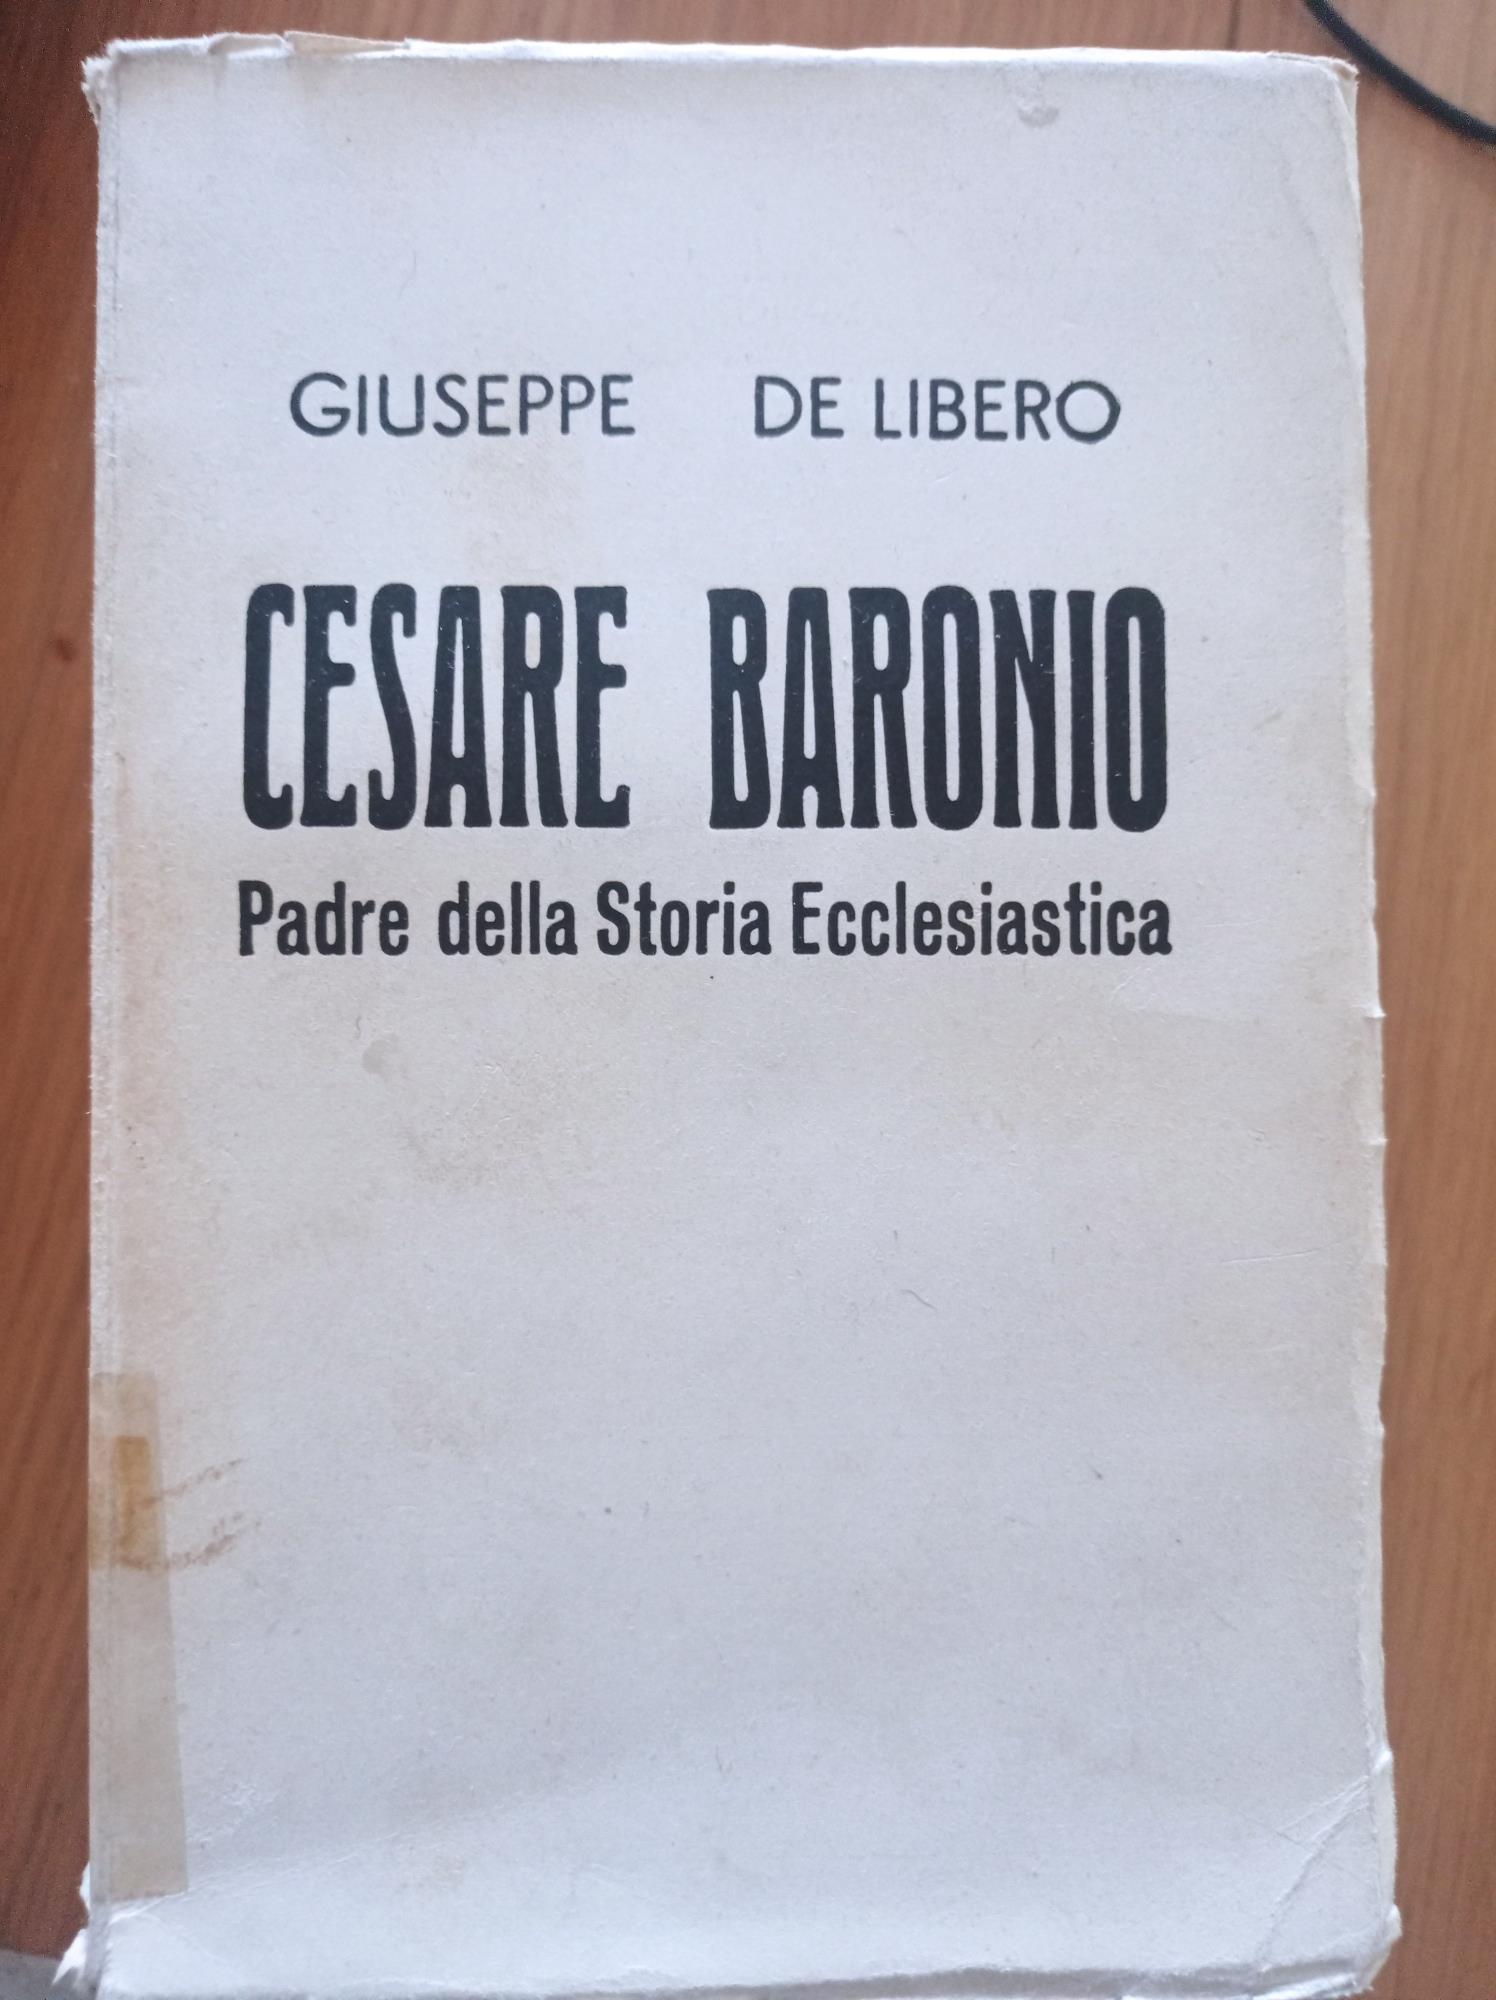 GIUSEPPE DE LIBERO
CESARE BARONIO
Padre della Storia Ecclesiastica